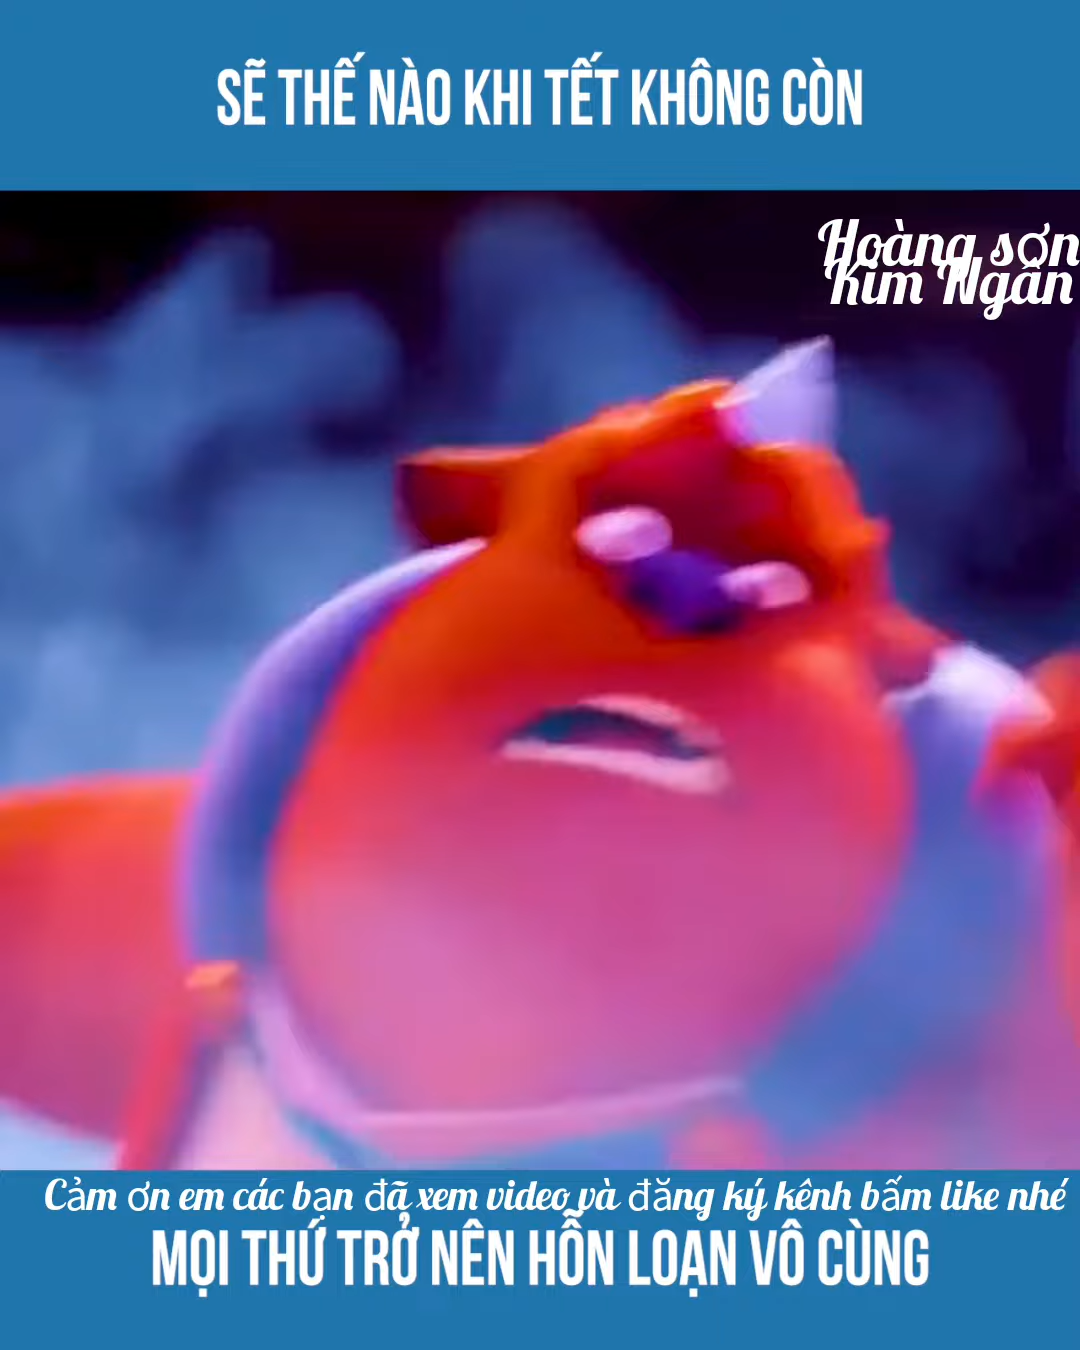 SẼ THẾ NÀO KHI TẾT KHÔNG CÒN
Hoàng sơn
Kim Ngân
Cảm ơn em các bạn đã xem video và đăng ký kênh bấm like nhé
MỌI THỨ TRỞ NÊN HỖN LOẠN VÔ CÙNG